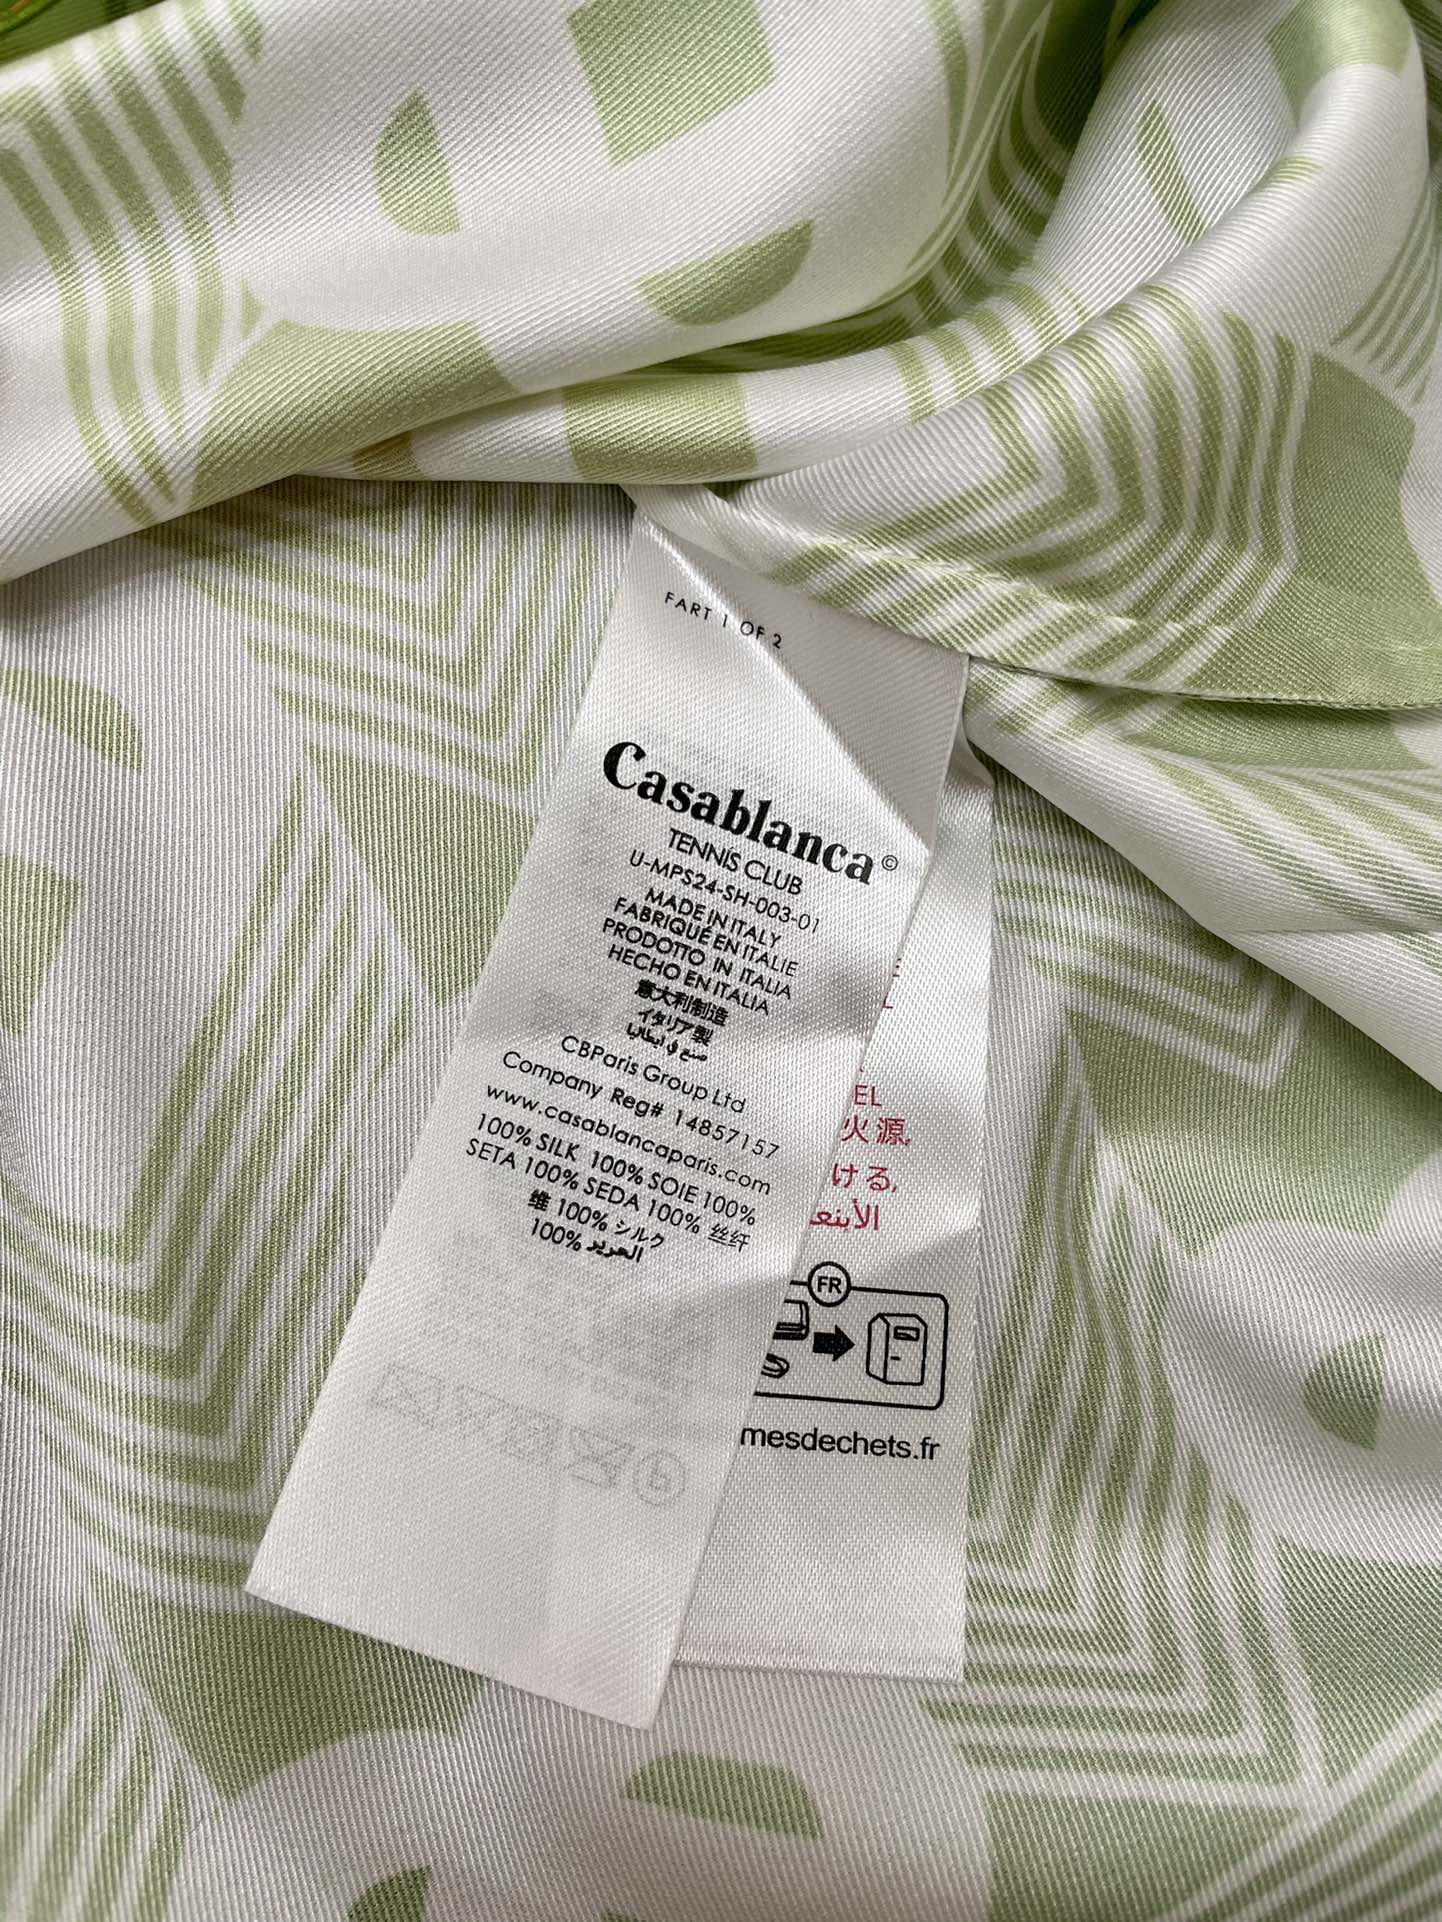 FART 1 OF 2
Casablanca©
TENNIS CLUB
U-MPS24-SH-003-01
MADE IN ITALY
FABRIQUÉ EN ITALIE
PRODOTTO IN ITALIA
HECHO EN ITALIA
意大利制造
イタリア製
صنع في ايطاليا
CBParis Group Ltd
Company Reg# 14857157
www.casablancaparis.com
100% SILK 100% SOIE 100%
SETA 100% SEDA 100% 丝纤
维 100% シルク
100% الحرير
EL
火源,
ける,
FR
mesdechets.fr